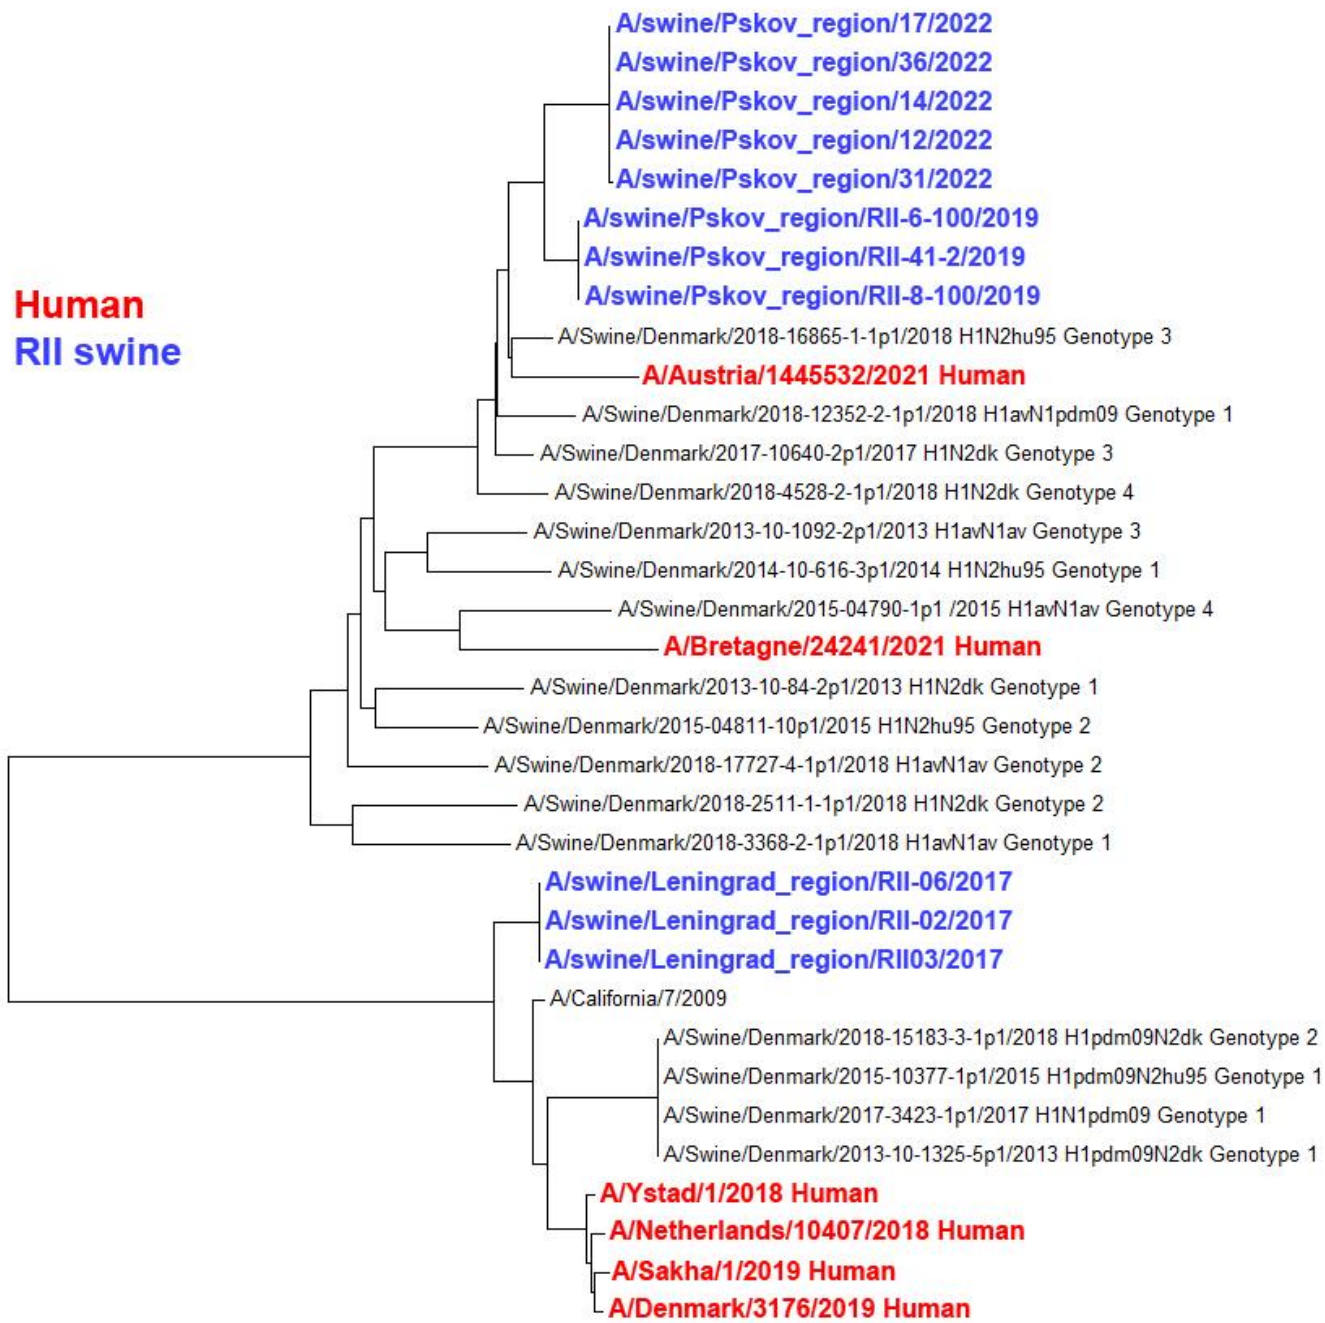 A/swine/Pskov_region/17/2022
A/swine/Pskov_region/36/2022
A/swine/Pskov_region/14/2022
A/swine/Pskov_region/12/2022
A/swine/Pskov_region/31/2022
A/swine/Pskov_region/RII-6-100/2019
A/swine/Pskov_region/RII-41-2/2019
A/swine/Pskov_region/RII-8-100/2019
Human
RII swine
A/Swine/Denmark/2018-16865-1-1p1/2018 H1N2hu95 Genotype 3
A/Austria/1445532/2021 Human
A/Swine/Denmark/2018-12352-2-1p1/2018 H1avN1pdm09 Genotype 1
A/Swine/Denmark/2017-10640-2p1/2017 H1N2dk Genotype 3
A/Swine/Denmark/2018-4528-2-1p1/2018 H1N2dk Genotype 4
A/Swine/Denmark/2013-10-1092-2p1/2013 H1avN1av Genotype 3
A/Swine/Denmark/2014-10-616-3p1/2014 H1N2hu95 Genotype 1
A/Swine/Denmark/2015-04790-1p1 /2015 H1avN1av Genotype 4
A/Bretagne/24241/2021 Human
A/Swine/Denmark/2013-10-84-2p1/2013 H1N2dk Genotype 1
A/Swine/Denmark/2015-04811-10p1/2015 H1N2hu95 Genotype 2
A/Swine/Denmark/2018-17727-4-1p1/2018 H1avN1av Genotype 2
A/Swine/Denmark/2018-2511-1-1p1/2018 H1N2dk Genotype 2
A/Swine/Denmark/2018-3368-2-1p1/2018 H1avN1av Genotype 1
A/swine/Leningrad_region/RII-06/2017
A/swine/Leningrad_region/RII-02/2017
A/swine/Leningrad_region/RII03/2017
A/California/7/2009
A/Swine/Denmark/2018-15183-3-1p1/2018 H1pdm09N2dk Genotype 2
A/Swine/Denmark/2015-10377-1p1/2015 H1pdm09N2hu95 Genotype 1
A/Swine/Denmark/2017-3423-1p1/2017 H1N1pdm09 Genotype 1
A/Swine/Denmark/2013-10-1325-5p1/2013 H1pdm09N2dk Genotype 1
A/Ystad/1/2018 Human
A/Netherlands/10407/2018 Human
A/Sakha/1/2019 Human
A/Denmark/3176/2019 Human